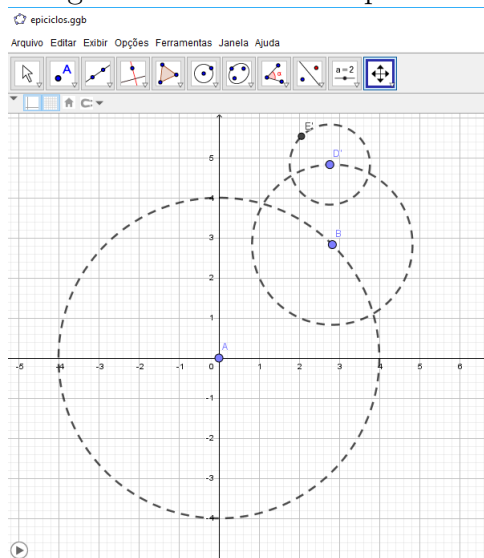 epiciclos.ggb
Arquivo Editar Exibir Opções Ferramentas Janela Ajuda
A
a=2
E'
D'
5
4
3
B
2
1
A
-5 -4 -3 -2 -1 0 1 2 3 4 5 6
-1
-2
-3
-4